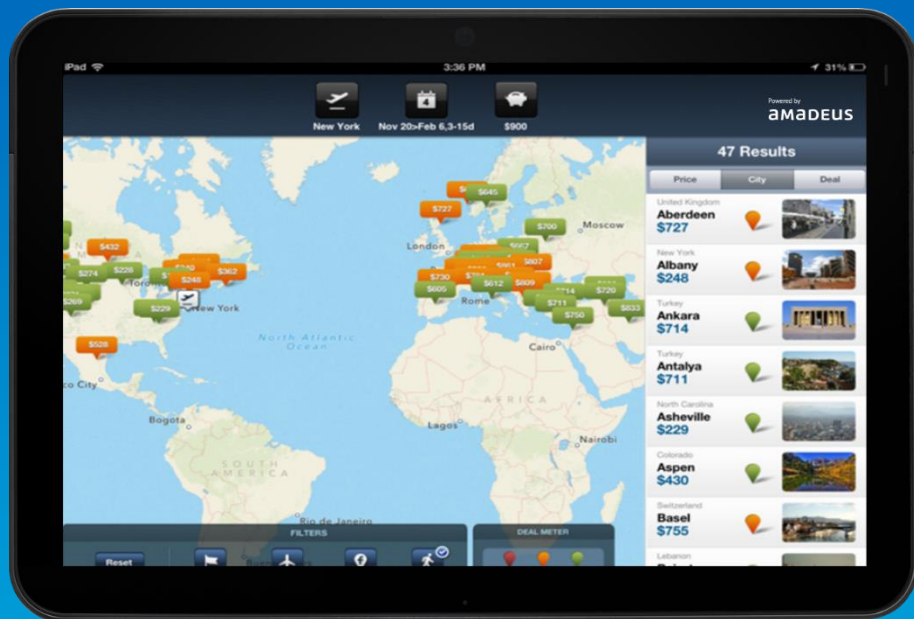 iPad
3:36 PM
31%
New York
Nov 20>Feb 6,3-15d
$900
Powered by
amadeus
47 Results
Price
City
Deal
United Kingdom
Aberdeen
$727
New York
Albany
$248
Turkey
Ankara
$714
Turkey
Antalya
$711
North Carolina
Asheville
$229
Colorado
Aspen
$430
Switzerland
Basel
$755
Lebanon
$645
$727
$700
Moscow
London
$807
$730
$605
$612
$809
$714
$720
$711
$750
$833
Rome
$432
$274
$228
$248
$362
$269
$229
New York
$528
North Atlantic
Ocean
Cairo
AFRICA
Bogota
Lagos
Nairobi
SOUTH
AMERICA
Rio de Janeiro
FILTERS
DEAL METER
Reset